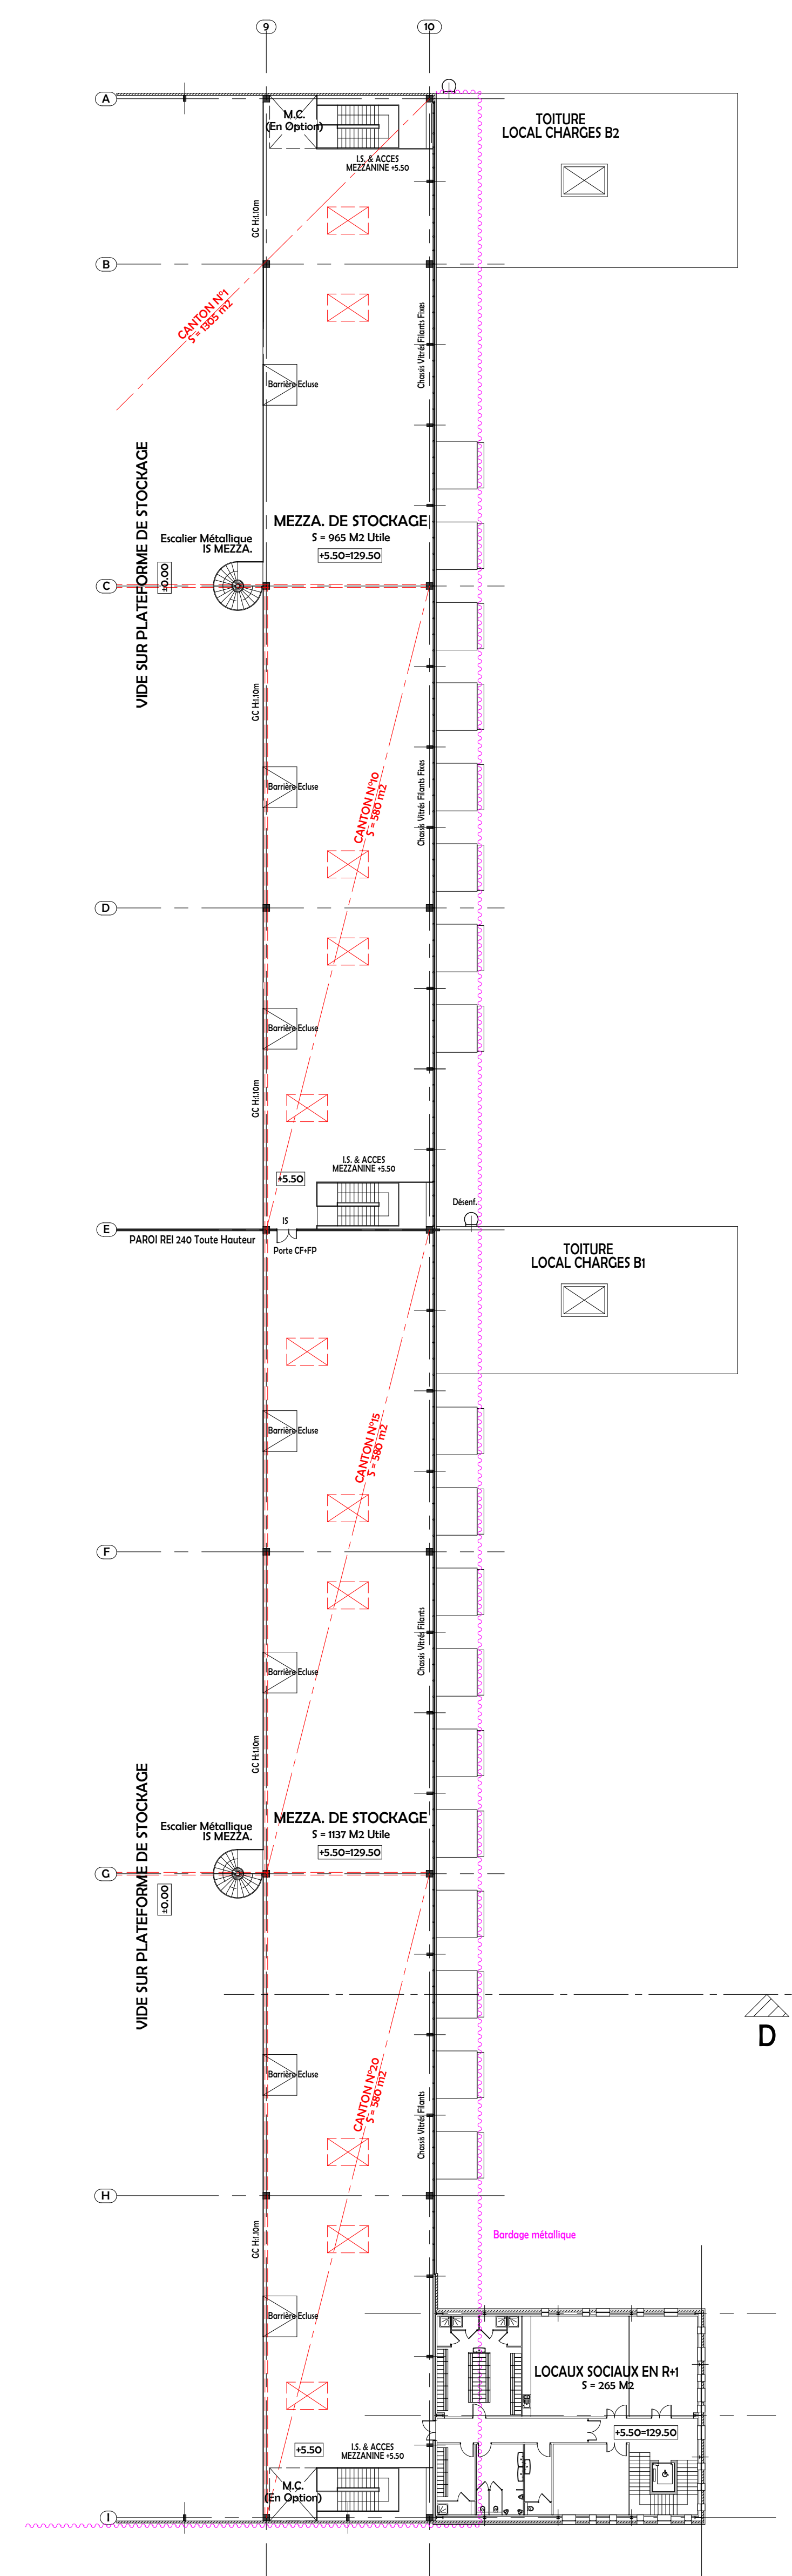 9
10
A
M.C.
(En Option)
TOITURE
LOCAL CHARGES B2
I.S. & ACCES
MEZZANINE +5.50
GC H:1.10m
B
CANTON N°1
S = 1305 m2
Chassis Vitrés Filants Fixes
Barrière Ecluse
VIDE SUR PLATEFORME DE STOCKAGE
±0.00
MEZZA. DE STOCKAGE
S = 965 M2 Utile
+5.50=129.50
Escalier Métallique
IS MEZZA.
C
GC H:1.10m
Barrière Ecluse
CANTON N°10
S = 580 m2
Chassis Vitrés Filants Fixes
D
Barrière Ecluse
GC H:1.10m
I.S. & ACCES
MEZZANINE +5.50
+5.50
Désenf.
E
IS
PAROI REI 240 Toute Hauteur
Porte CF+FP
TOITURE
LOCAL CHARGES B1
Barrière Ecluse
CANTON N°15
S = 580 m2
F
Chassis Vitrés Filants
Barrière Ecluse
GC H:1.10m
VIDE SUR PLATEFORME DE STOCKAGE
±0.00
MEZZA. DE STOCKAGE
S = 1137 M2 Utile
+5.50=129.50
Escalier Métallique
IS MEZZA.
G
D
Barrière Ecluse
CANTON N°20
S = 580 m2
Chassis Vitrés Filants
H
GC H:1.10m
Bardage métallique
Barrière Ecluse
LOCAUX SOCIAUX EN R+1
S = 265 M2
+5.50=129.50
+5.50
I.S. & ACCES
MEZZANINE +5.50
M.C.
(En Option)
I